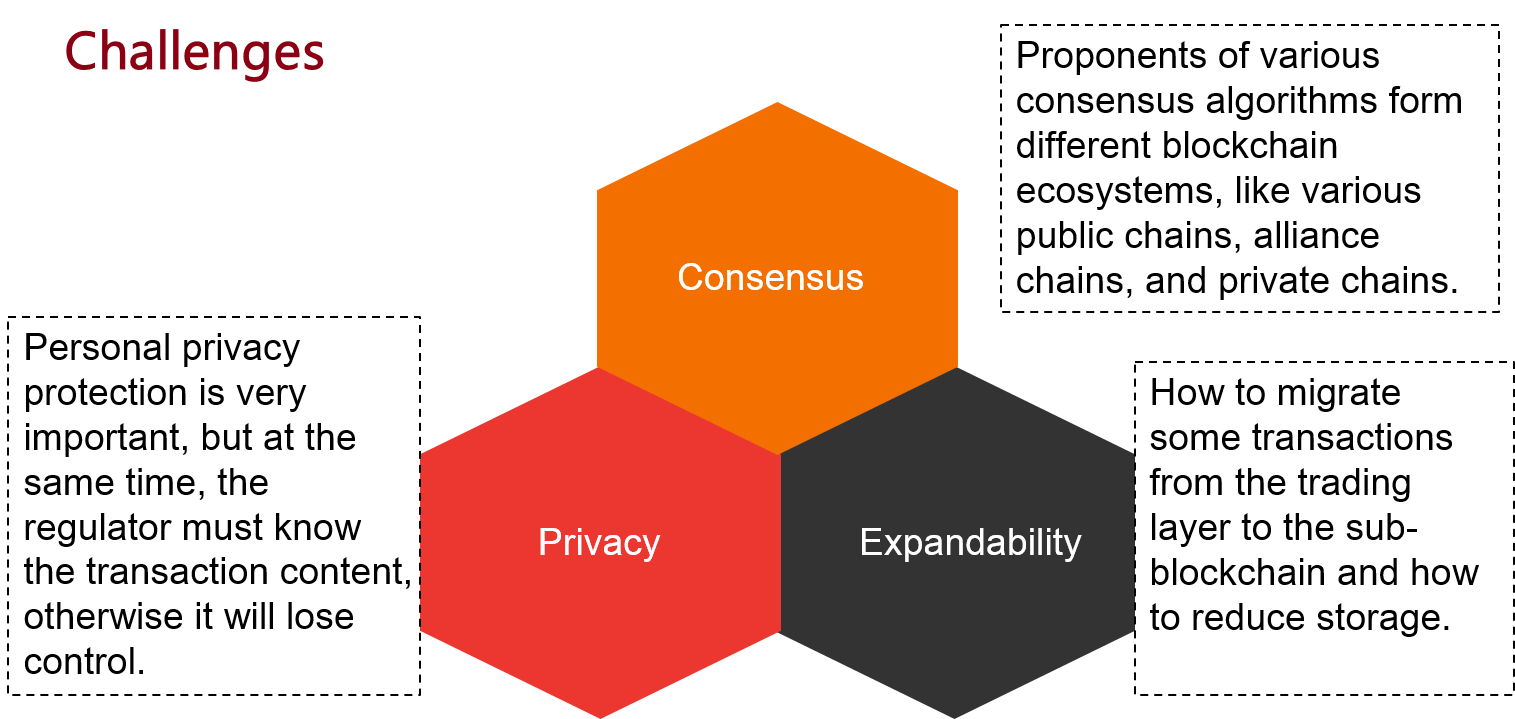 Challenges
Proponents of various
consensus algorithms form
different blockchain
ecosystems, like various
public chains, alliance
chains, and private chains.
Consensus
Personal privacy
protection is very
important, but at the
same time, the
regulator must know
the transaction content,
otherwise it will lose
control.
Privacy
Expandability
How to migrate
some transactions
from the trading
layer to the sub-
blockchain and how
to reduce storage.